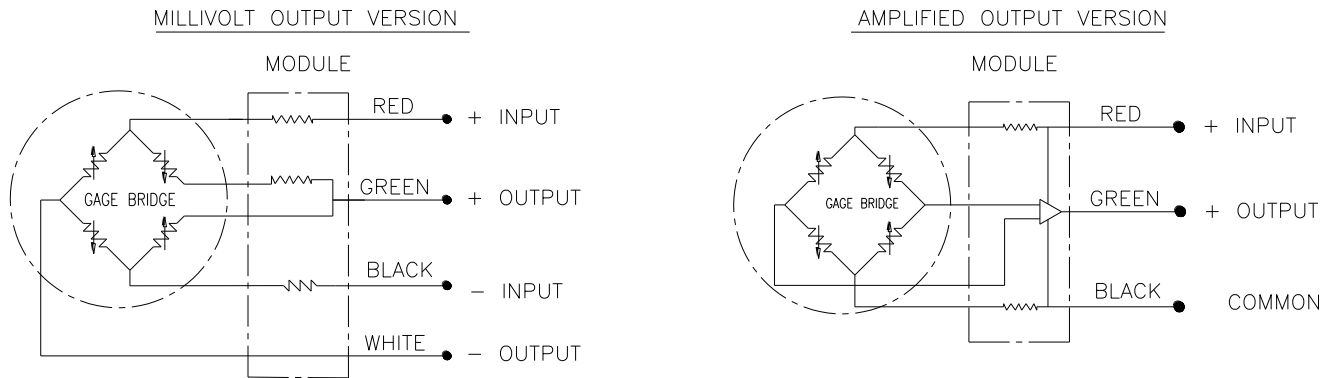 MILLIVOLT OUTPUT VERSION
MODULE
RED
+ INPUT
GAGE BRIDGE
GREEN
+ OUTPUT
BLACK
− INPUT
WHITE
− OUTPUT
AMPLIFIED OUTPUT VERSION
MODULE
RED
+ INPUT
GAGE BRIDGE
GREEN
+ OUTPUT
BLACK
COMMON